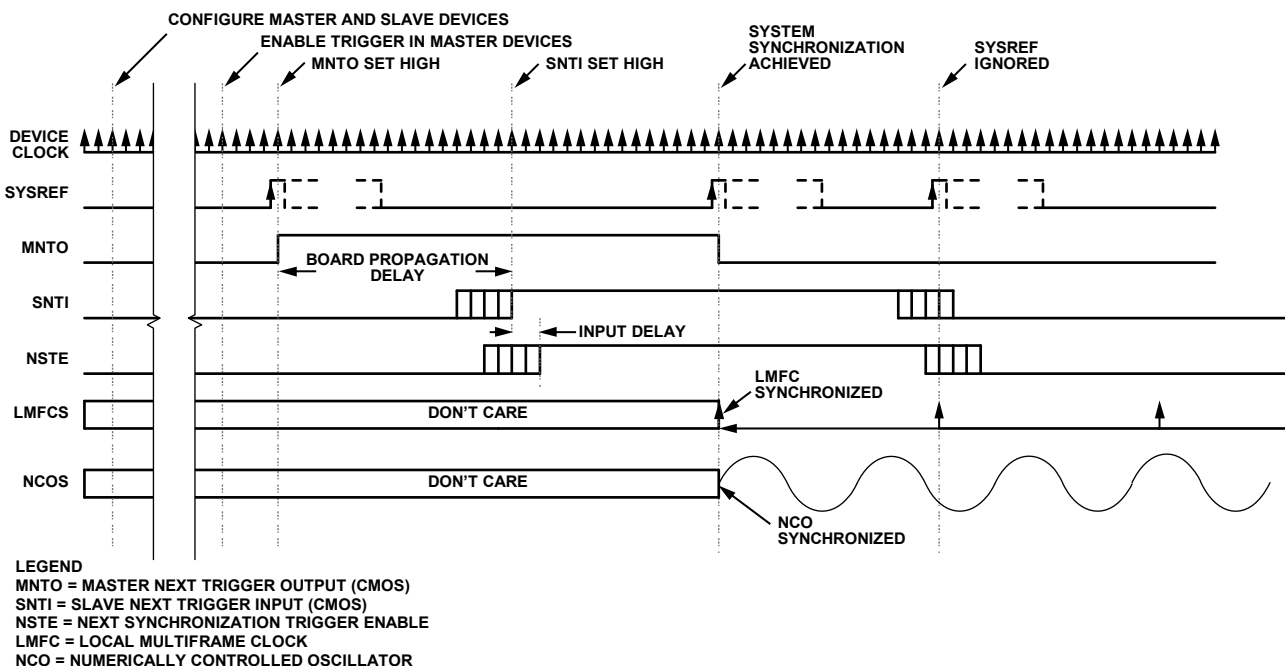 CONFIGURE MASTER AND SLAVE DEVICES
ENABLE TRIGGER IN MASTER DEVICES
MNTO SET HIGH
SNTI SET HIGH
SYSTEM
SYNCHRONIZATION
ACHIEVED
SYSREF
IGNORED
DEVICE
CLOCK
SYSREF
MNTO
BOARD PROPAGATION
DELAY
SNTI
INPUT DELAY
NSTE
LMFC
SYNCHRONIZED
LMFCS
DON'T CARE
NCOS
DON'T CARE
NCO
SYNCHRONIZED
LEGEND
MNTO = MASTER NEXT TRIGGER OUTPUT (CMOS)
SNTI = SLAVE NEXT TRIGGER INPUT (CMOS)
NSTE = NEXT SYNCHRONIZATION TRIGGER ENABLE
LMFC = LOCAL MULTIFRAME CLOCK
NCO = NUMERICALLY CONTROLLED OSCILLATOR